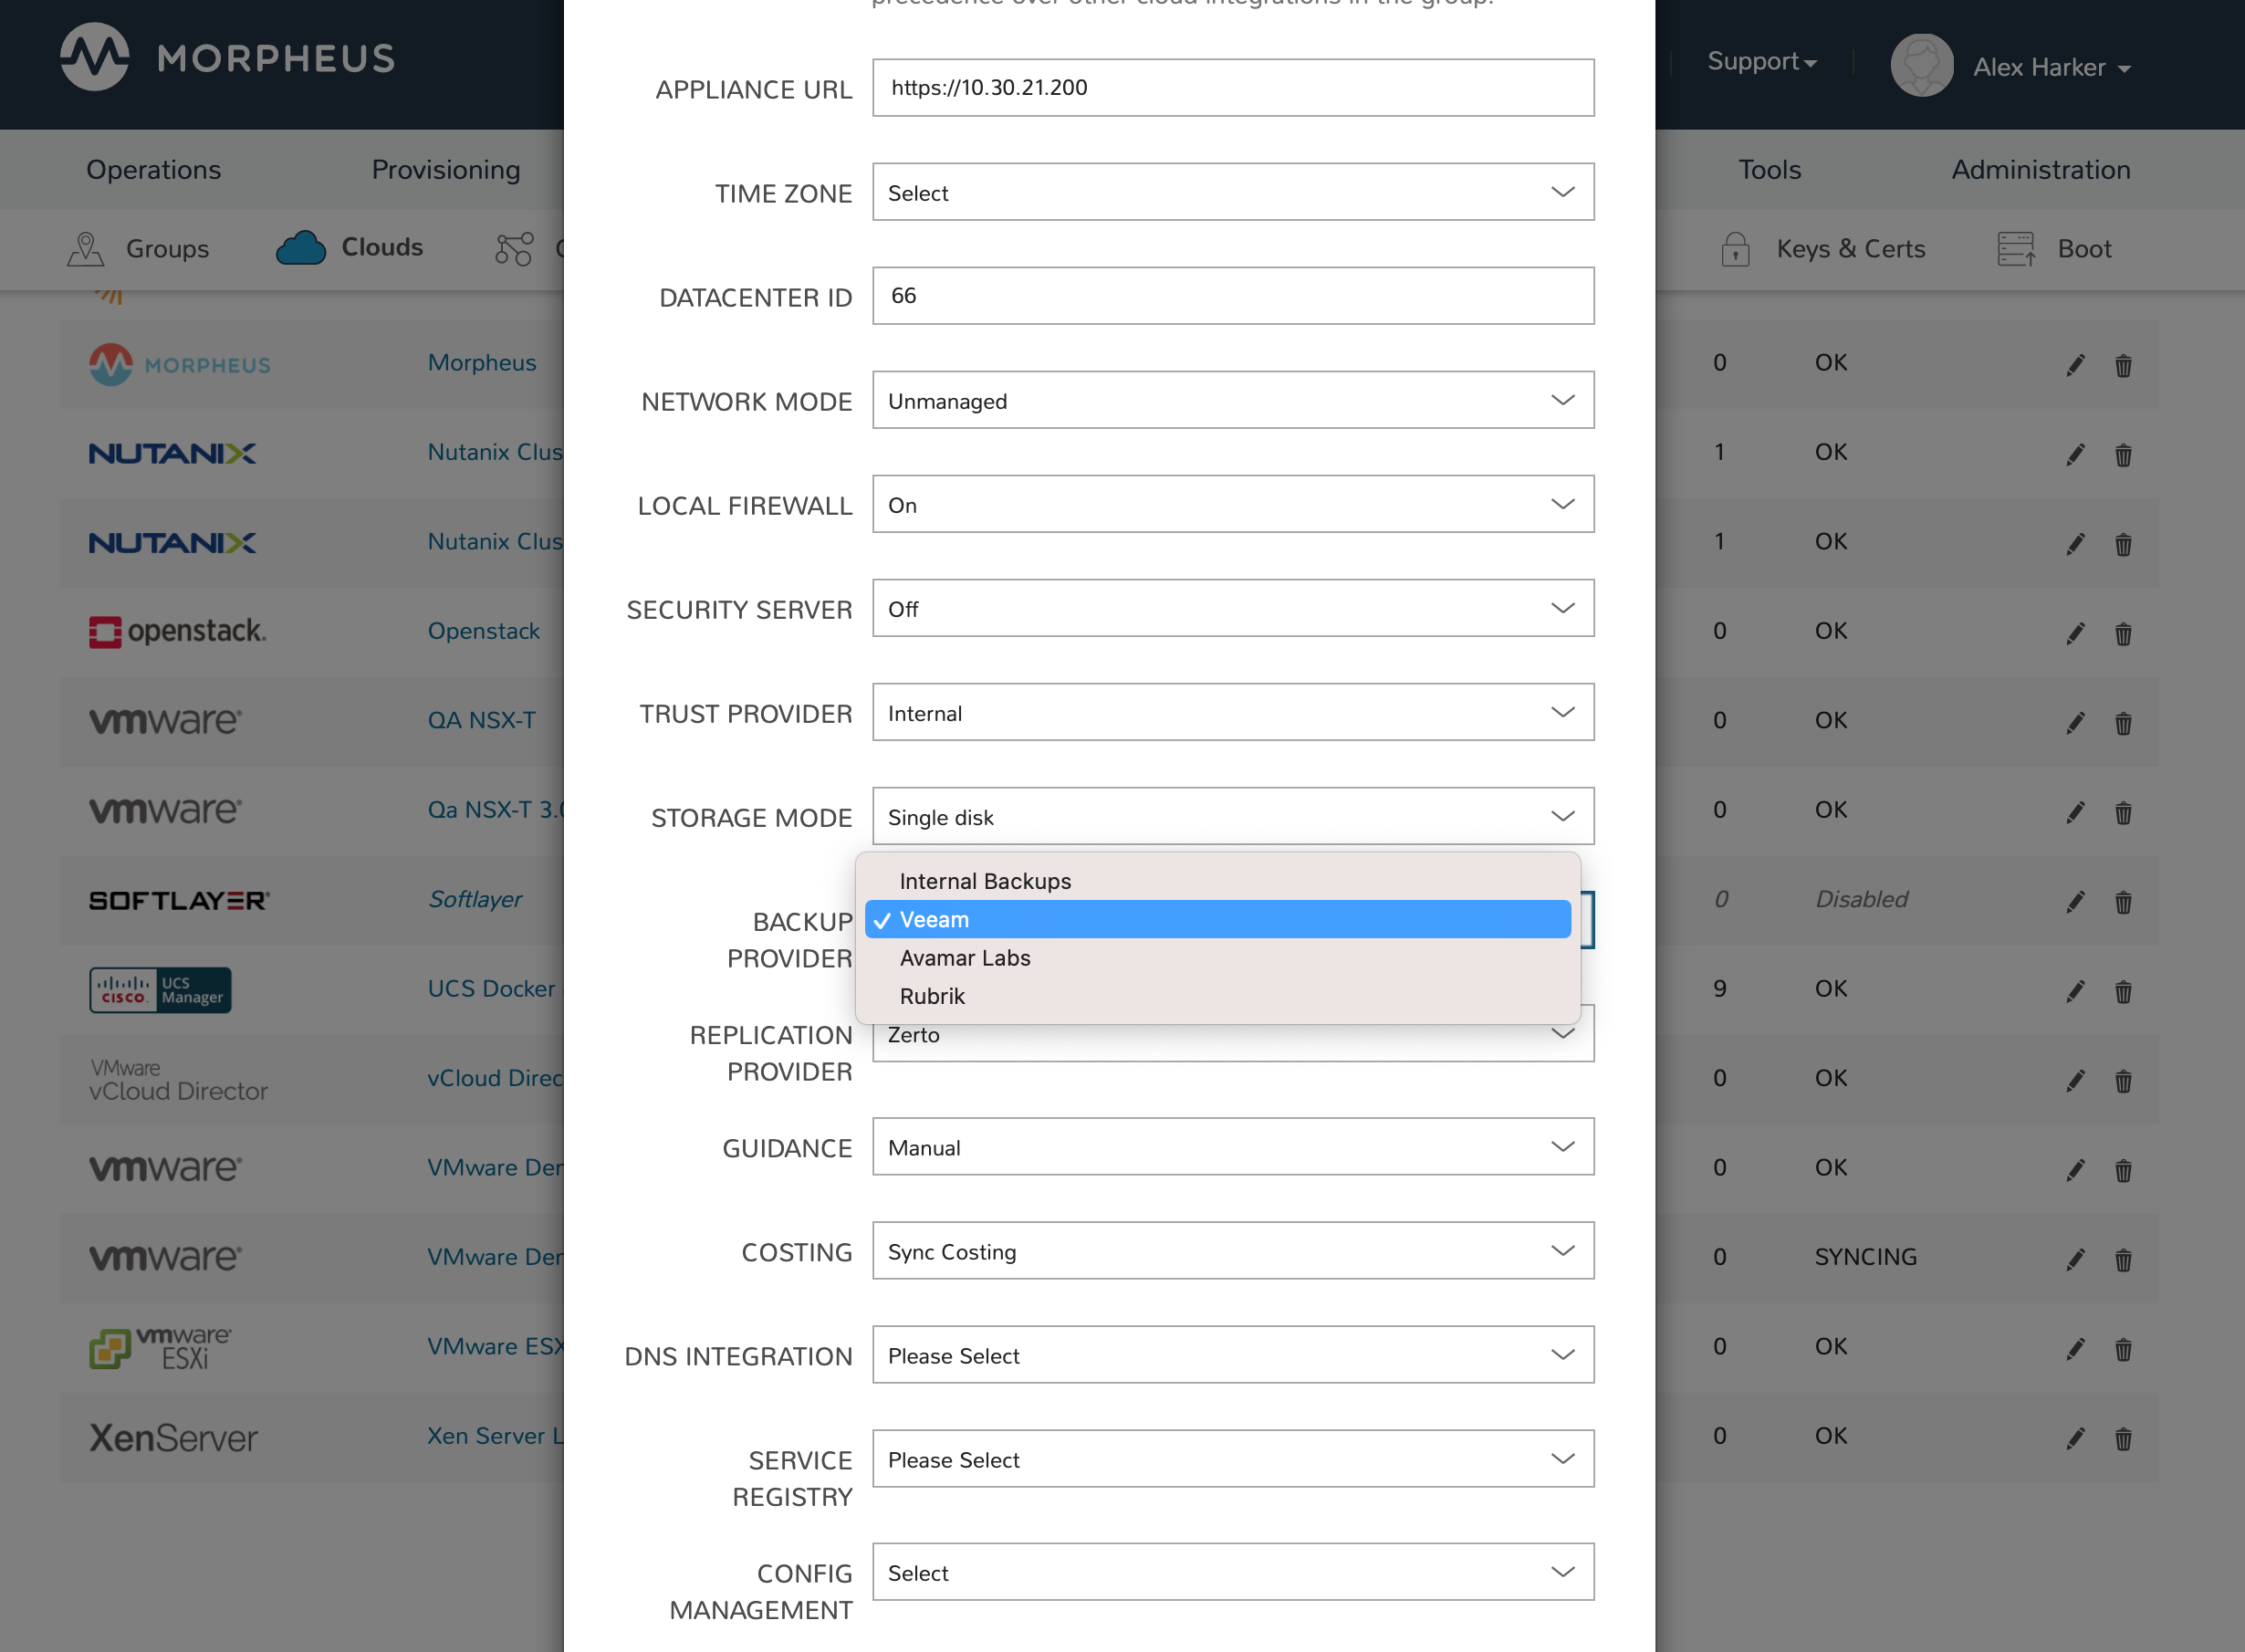 precedence over other cloud integrations in the group.
MORPHEUS
Support
Alex Harker
Operations
Provisioning
Tools
Administration
Groups
Clouds
Keys & Certs
Boot
APPLIANCE URL
https://10.30.21.200
TIME ZONE
Select
DATACENTER ID
66
NETWORK MODE
Unmanaged
LOCAL FIREWALL
On
SECURITY SERVER
Off
TRUST PROVIDER
Internal
STORAGE MODE
Single disk
BACKUP
PROVIDER
Internal Backups
Veeam
Avamar Labs
Rubrik
REPLICATION
PROVIDER
Zerto
GUIDANCE
Manual
COSTING
Sync Costing
DNS INTEGRATION
Please Select
SERVICE
REGISTRY
Please Select
CONFIG
MANAGEMENT
Select
MORPHEUS Morpheus 0 OK
NUTANIX Nutanix Clus 1 OK
NUTANIX Nutanix Clus 1 OK
openstack. Openstack 0 OK
vmware® QA NSX-T 0 OK
vmware® Qa NSX-T 3.0 0 OK
SOFTLAYER® Softlayer 0 Disabled
CISCO. UCS Manager UCS Docker 9 OK
VMware
vCloud Director vCloud Direc 0 OK
vmware® VMware Der 0 OK
vmware® VMware Der 0 SYNCING
vmware® ESXi VMware ESX 0 OK
XenServer Xen Server L 0 OK